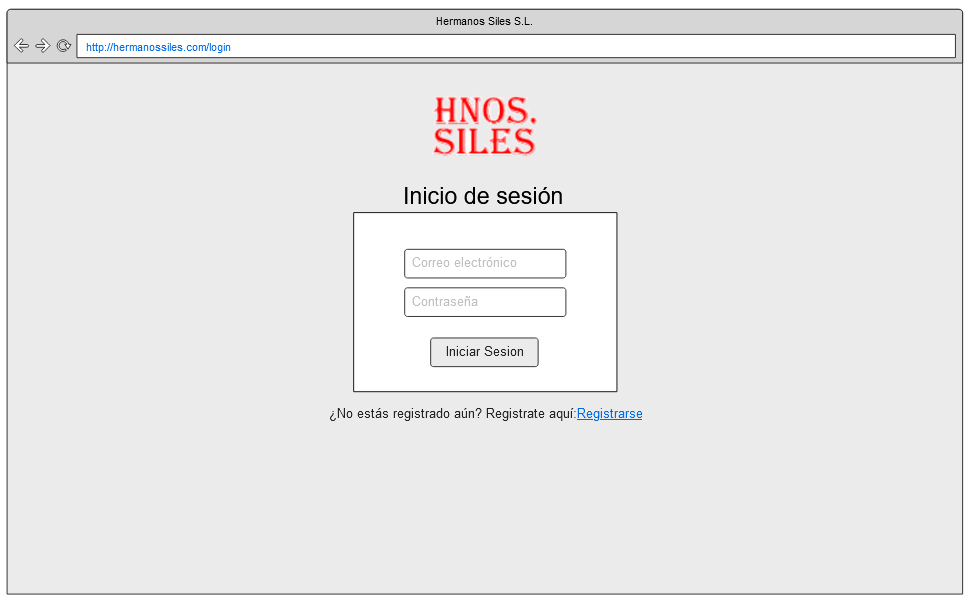 Hermanos Siles S.L.
http://hermanossiles.com/login
HNOS.
SILES
Inicio de sesión
Correo electrónico
Contraseña
Iniciar Sesion
¿No estás registrado aún? Registrate aquí:Registrarse